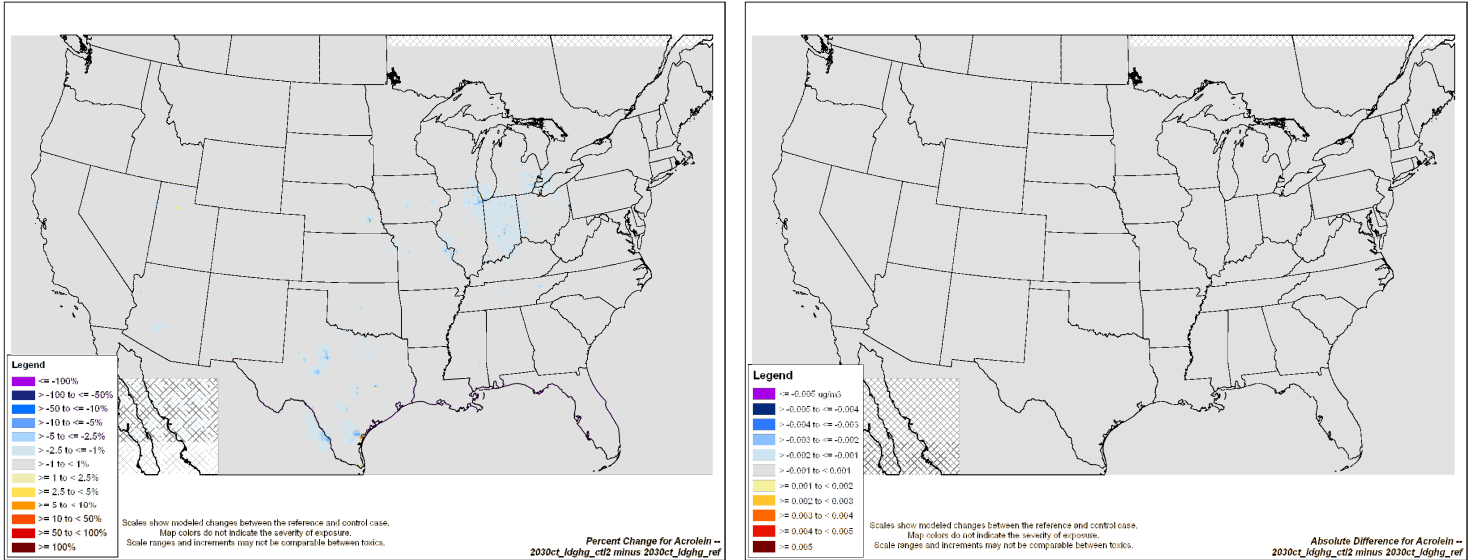 Legend
<= -100%
> -100 to <= -50%
> -50 to <= -10%
> -10 to <= -5%
> -5 to <= -2.5%
> -2.5 to <= -1%
> -1 to < 1%
>= 1 to < 2.5%
>= 2.5 to < 5%
>= 5 to < 10%
>= 10 to < 50%
>= 50 to < 100%
>= 100%
Scales show modeled changes between the reference and control case.
Map colors do not indicate the severity of exposure.
Scale ranges and increments may not be comparable between toxics.
Percent Change for Acrolein --
2030ct_ldghg_ctl2 minus 2030ct_ldghg_ref
Legend
<= -0.005 ug/m3
> -0.005 to <= -0.004
> -0.004 to <= -0.003
> -0.003 to <= -0.002
> -0.002 to <= -0.001
> -0.001 to < 0.001
>= 0.001 to < 0.002
>= 0.002 to < 0.003
>= 0.003 to < 0.004
>= 0.004 to < 0.005
>= 0.005
Scales show modeled changes between the reference and control case.
Map colors do not indicate the severity of exposure.
Scale ranges and increments may not be comparable between toxics.
Absolute Difference for Acrolein --
2030ct_ldghg_ctl2 minus 2030ct_ldghg_ref